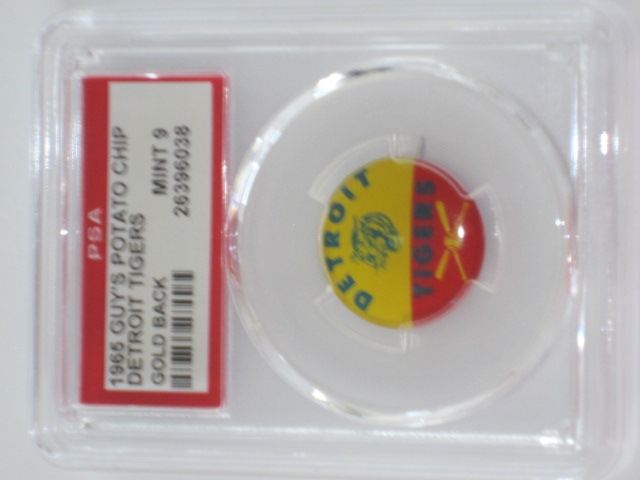 PSA
1965 GUY'S POTATO CHIP
DETROIT TIGERS
GOLD BACK MINT 9
26396038
DETROIT
TIGERS